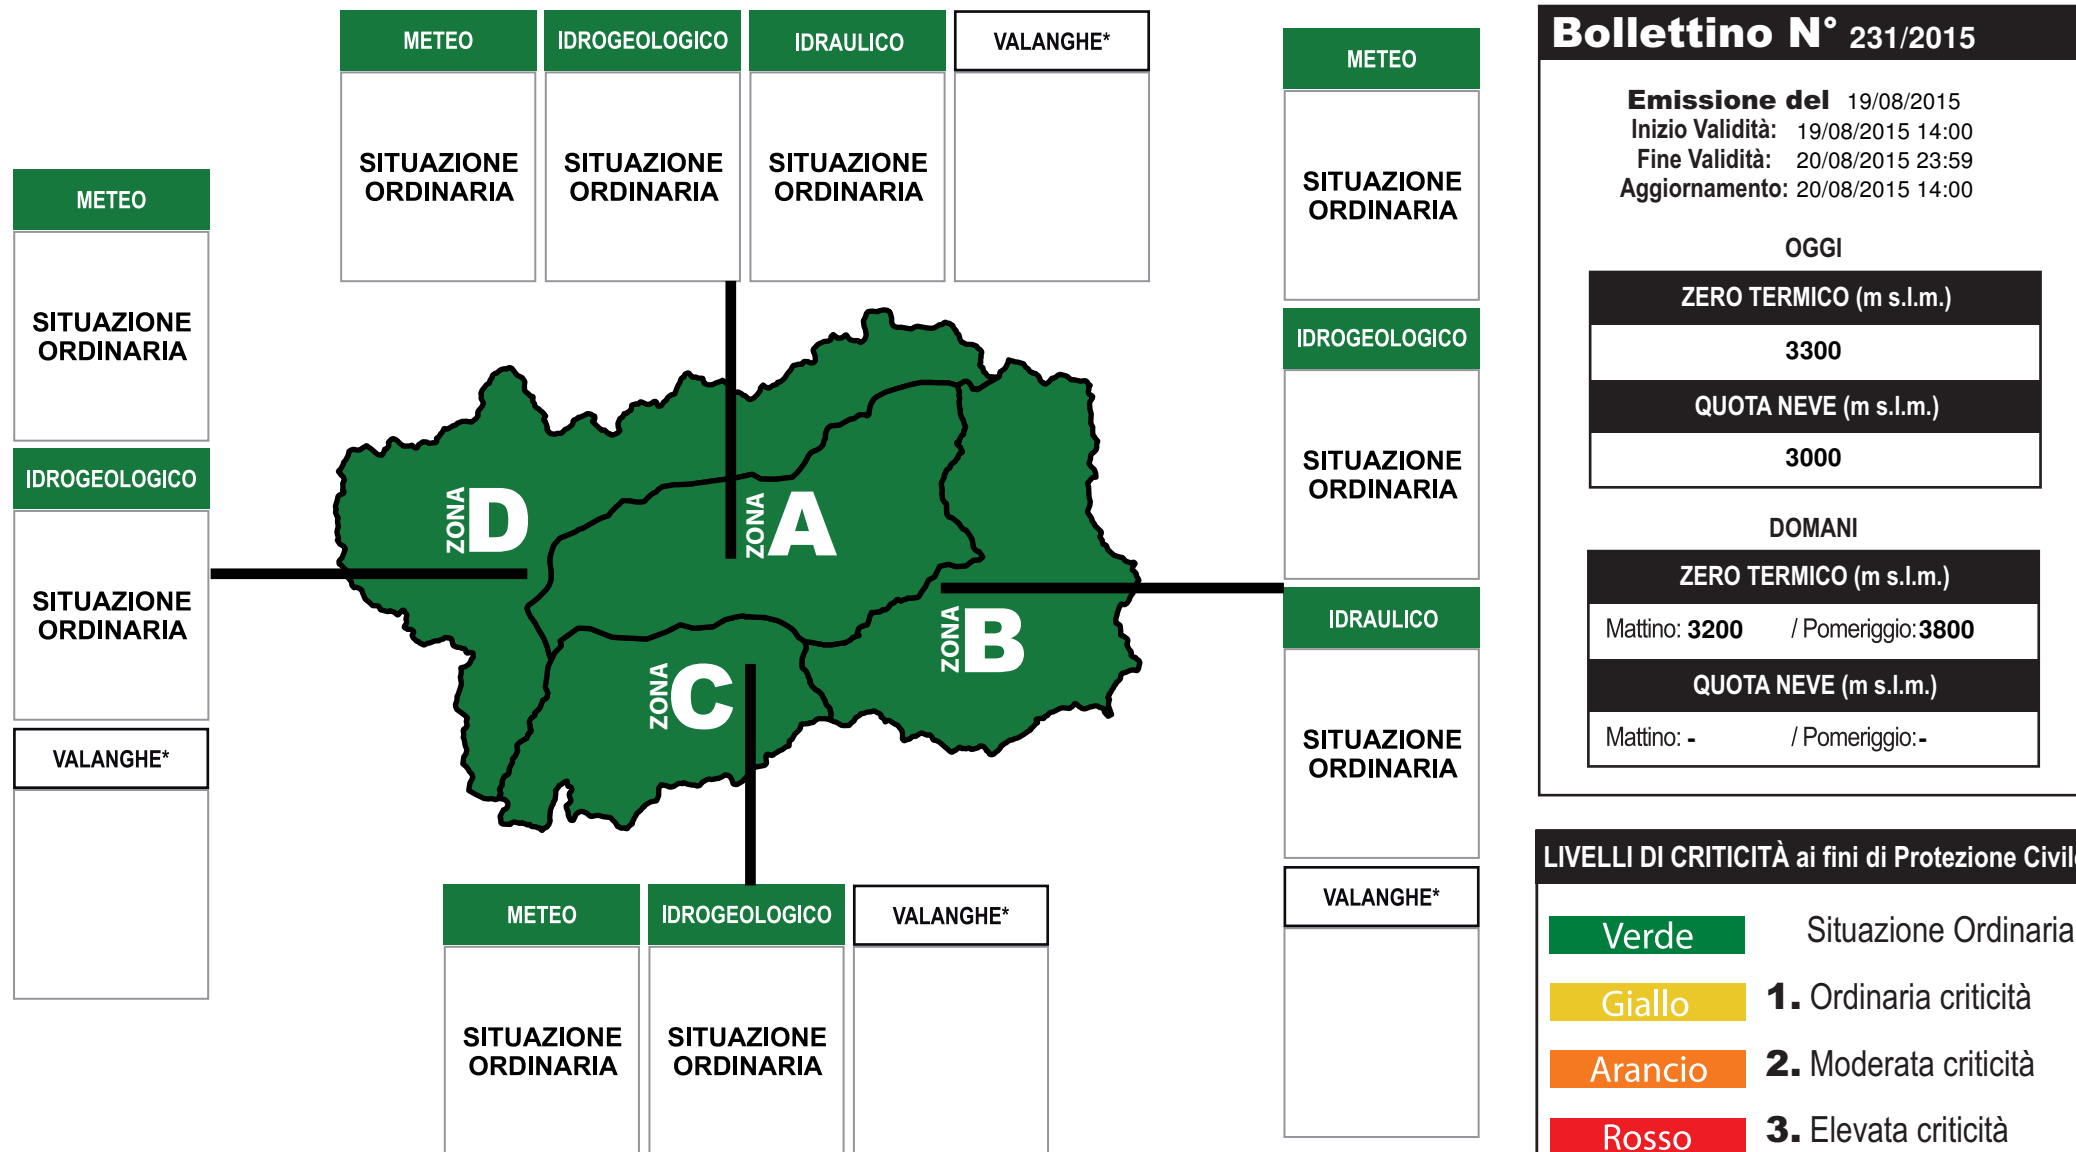 METEO
IDROGEOLOGICO
IDRAULICO
VALANGHE*
SITUAZIONE
ORDINARIA
SITUAZIONE
ORDINARIA
SITUAZIONE
ORDINARIA
METEO
SITUAZIONE
ORDINARIA
IDROGEOLOGICO
SITUAZIONE
ORDINARIA
VALANGHE*
ZONA D
ZONA A
ZONA B
ZONA C
METEO
SITUAZIONE
ORDINARIA
IDROGEOLOGICO
SITUAZIONE
ORDINARIA
IDRAULICO
SITUAZIONE
ORDINARIA
VALANGHE*
METEO
IDROGEOLOGICO
VALANGHE*
SITUAZIONE
ORDINARIA
SITUAZIONE
ORDINARIA
Bollettino N° 231/2015
Emissione del 19/08/2015
Inizio Validità: 19/08/2015 14:00
Fine Validità: 20/08/2015 23:59
Aggiornamento: 20/08/2015 14:00
OGGI
ZERO TERMICO (m s.l.m.)
3300
QUOTA NEVE (m s.l.m.)
3000
DOMANI
ZERO TERMICO (m s.l.m.)
Mattino: 3200 / Pomeriggio: 3800
QUOTA NEVE (m s.l.m.)
Mattino: - / Pomeriggio: -
LIVELLI DI CRITICITÀ ai fini di Protezione Civile
Verde Situazione Ordinaria
Giallo 1. Ordinaria criticità
Arancio 2. Moderata criticità
Rosso 3. Elevata criticità